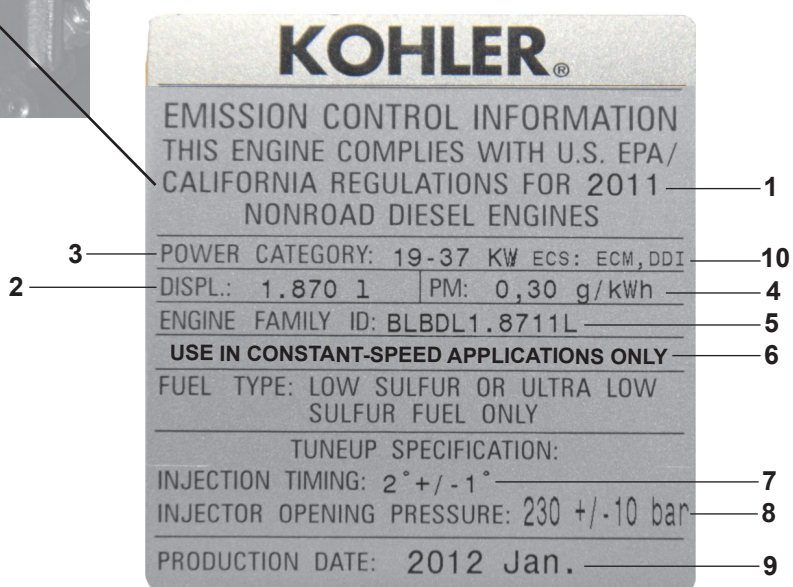 KOHLER®
EMISSION CONTROL INFORMATION
THIS ENGINE COMPLIES WITH U.S. EPA/
CALIFORNIA REGULATIONS FOR 2011 1
NONROAD DIESEL ENGINES
3 POWER CATEGORY: 19-37 KW ECS: ECM,DDI 10
2 DISPL.: 1.870 l PM: 0,30 g/kWh 4
ENGINE FAMILY ID: BLBDL1.8711L 5
USE IN CONSTANT-SPEED APPLICATIONS ONLY 6
FUEL TYPE: LOW SULFUR OR ULTRA LOW
SULFUR FUEL ONLY
TUNEUP SPECIFICATION:
INJECTION TIMING: 2°+/-1° 7
INJECTOR OPENING PRESSURE: 230 +/-10 bar 8
PRODUCTION DATE: 2012 Jan. 9